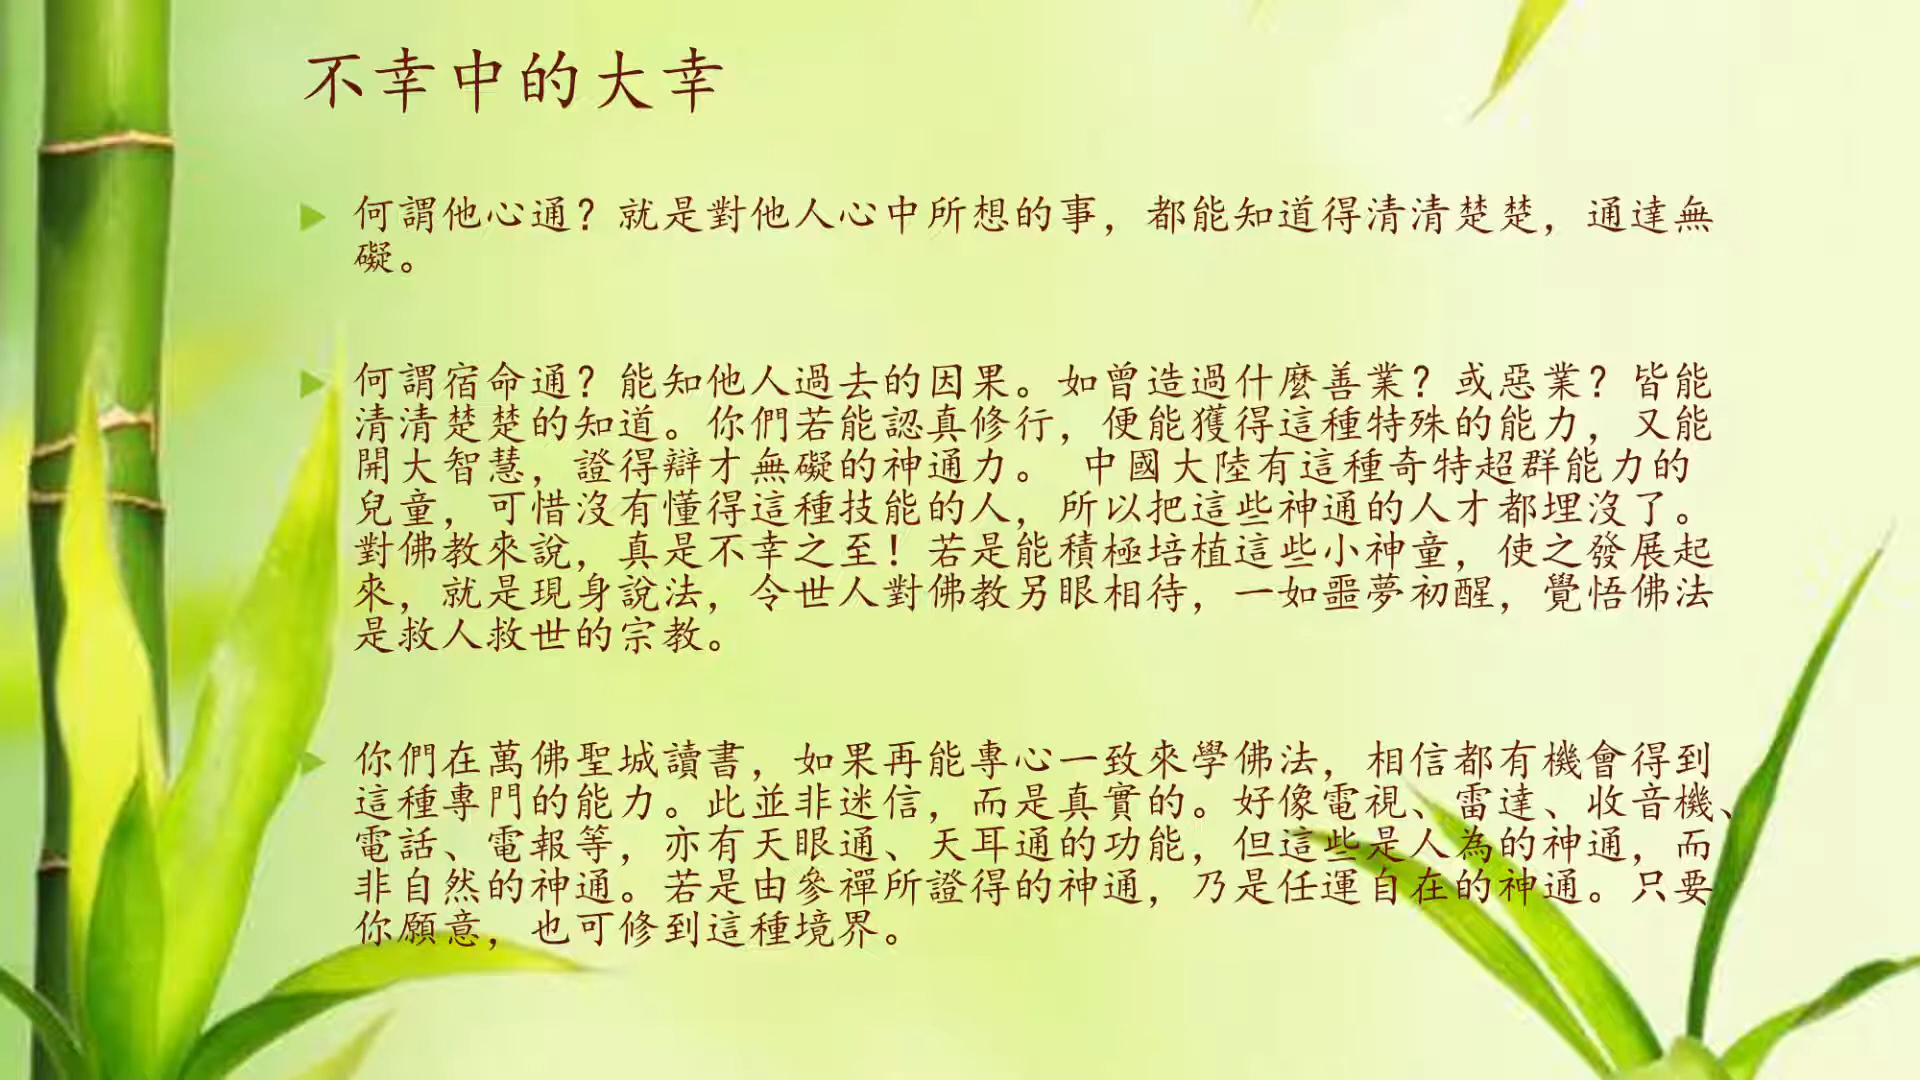 不幸中的大幸
何謂他心通？就是對他人心中所想的事，都能知道得清清楚楚，通達無
礙。
何謂宿命通？能知他人過去的因果。如曾造過什麼善業？或惡業？皆能
清清楚楚的知道。你們若能認真修行，便能獲得這種特殊的能力，又能
開大智慧，證得辯才無礙的神通力。 中國大陸有這種奇特超群能力的
兒童，可惜沒有懂得這種技能的人，所以把這些神通的人才都埋沒了。
對佛教來說，真是不幸之至！若是能積極培植這些小神童，使之發展起
來，就是現身說法，令世人對佛教另眼相待，一如噩夢初醒，覺悟佛法
是救人救世的宗教。
你們在萬佛聖城讀書，如果再能專心一致來學佛法，相信都有機會得到
這種專門的能力。此並非迷信，而是真實的。好像電視、雷達、收音機、
電話、電報等，亦有天眼通、天耳通的功能，但這些是人為的神通，而
非自然的神通。若是由參禪所證得的神通，乃是任運自在的神通。只要
你願意，也可修到這種境界。